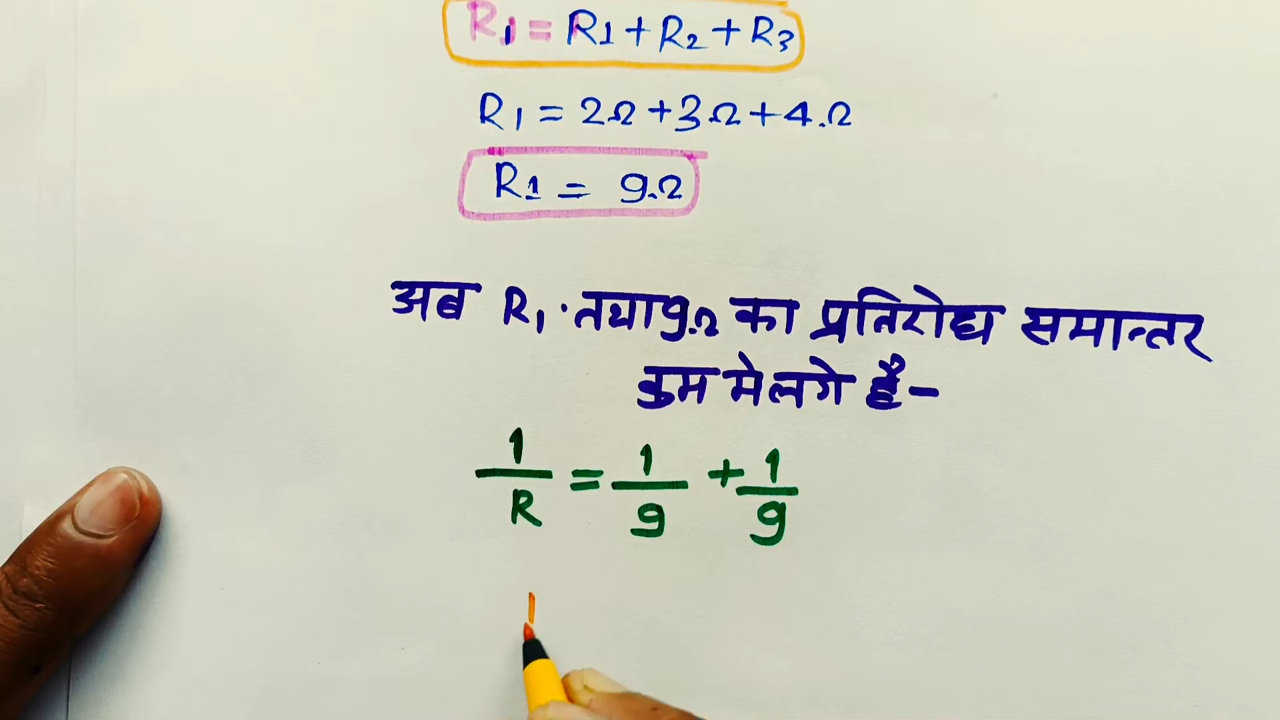 R1 = R1 + R2 + R3
R1 = 2Ω + 3Ω + 4Ω
R1 = 9Ω
अब R1 तथा 9Ω का प्रतिरोध समान्तर
क्रम मे लगे है-
1/R = 1/9 + 1/9
1